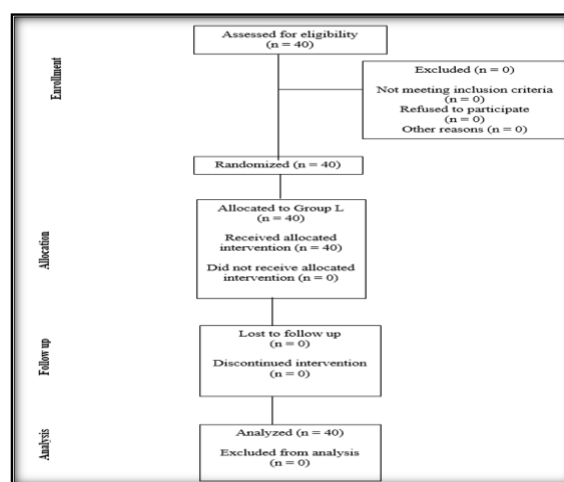 Assessed for eligibility
(n = 40)
Enrollment
Excluded (n = 0)
Not meeting inclusion criteria
(n = 0)
Refused to participate
(n = 0)
Other reasons (n = 0)
Randomized (n = 40)
Allocation
Allocated to Group L
(n = 40)
Received allocated
intervention (n = 40)
Did not receive allocated
intervention (n = 0)
Follow up
Lost to follow up
(n = 0)
Discontinued intervention
(n = 0)
Analysis
Analyzed (n = 40)
Excluded from analysis
(n = 0)